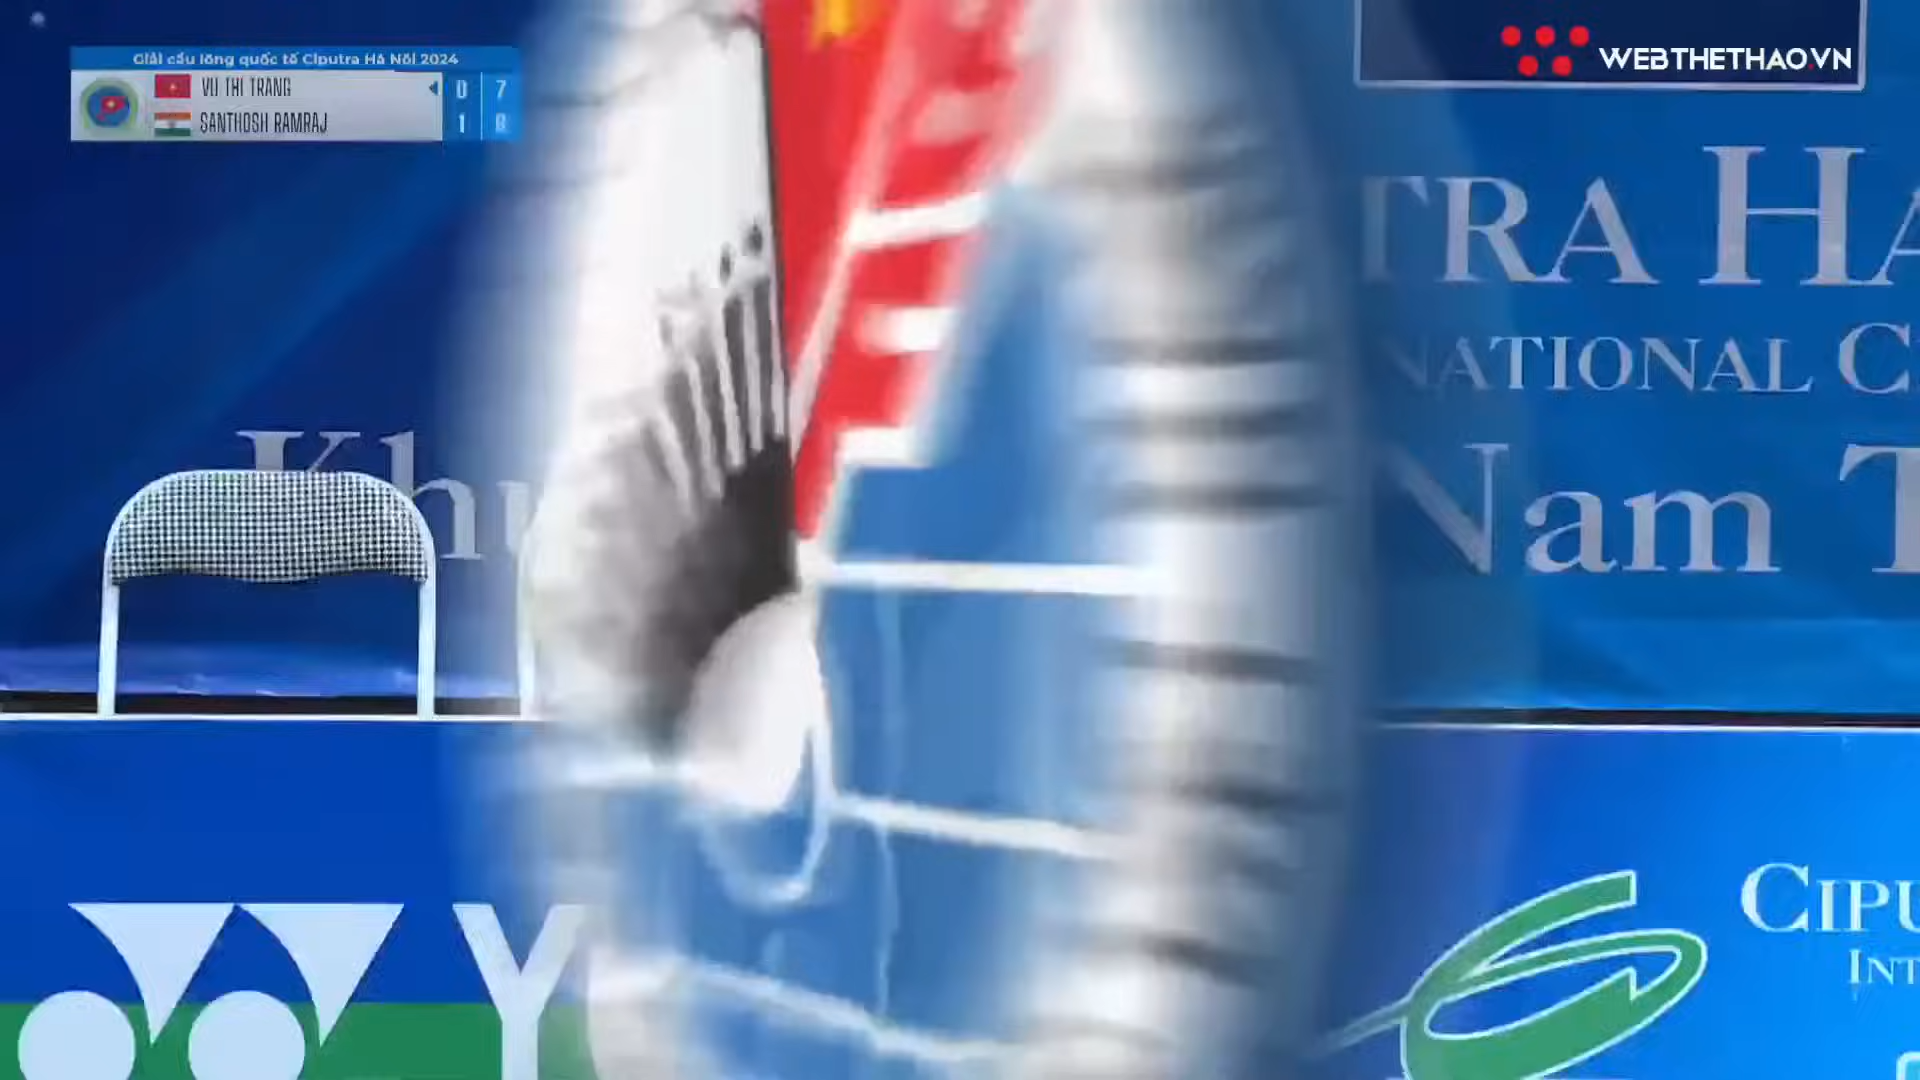 Giải cầu lông quốc tế Ciputra Hà Nội 2024
VU THI TRANG 0 7
SANTHOSH RAMRAJ 1 8
WEBTHETHAO.VN
TRA HA
NATIONAL C
Khu
Nam T
Y
CIPU
INT